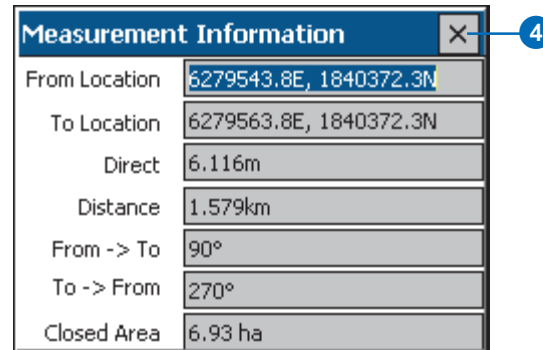 Measurement Information
4
From Location 6279543.8E, 1840372.3N
To Location 6279563.8E, 1840372.3N
Direct 6.116m
Distance 1.579km
From -> To 90°
To -> From 270°
Closed Area 6.93 ha